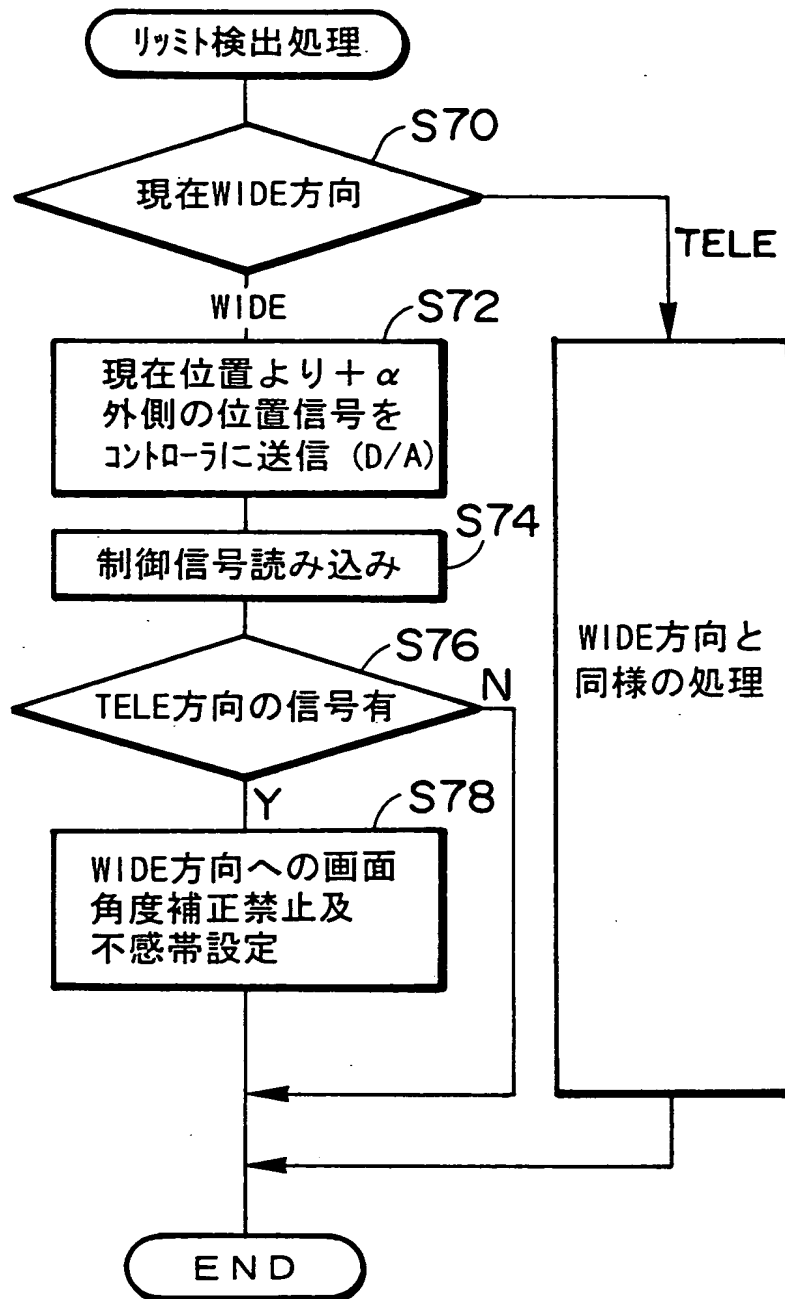 リッミト検出処理
S70
現在WIDE方向
TELE
WIDE
S72
現在位置より+α
外側の位置信号を
コントローラに送信 (D/A)
S74
制御信号読み込み
S76
TELE方向の信号有
N
WIDE方向と
同様の処理
Y
S78
WIDE方向への画面
角度補正禁止及
不感帯設定
END